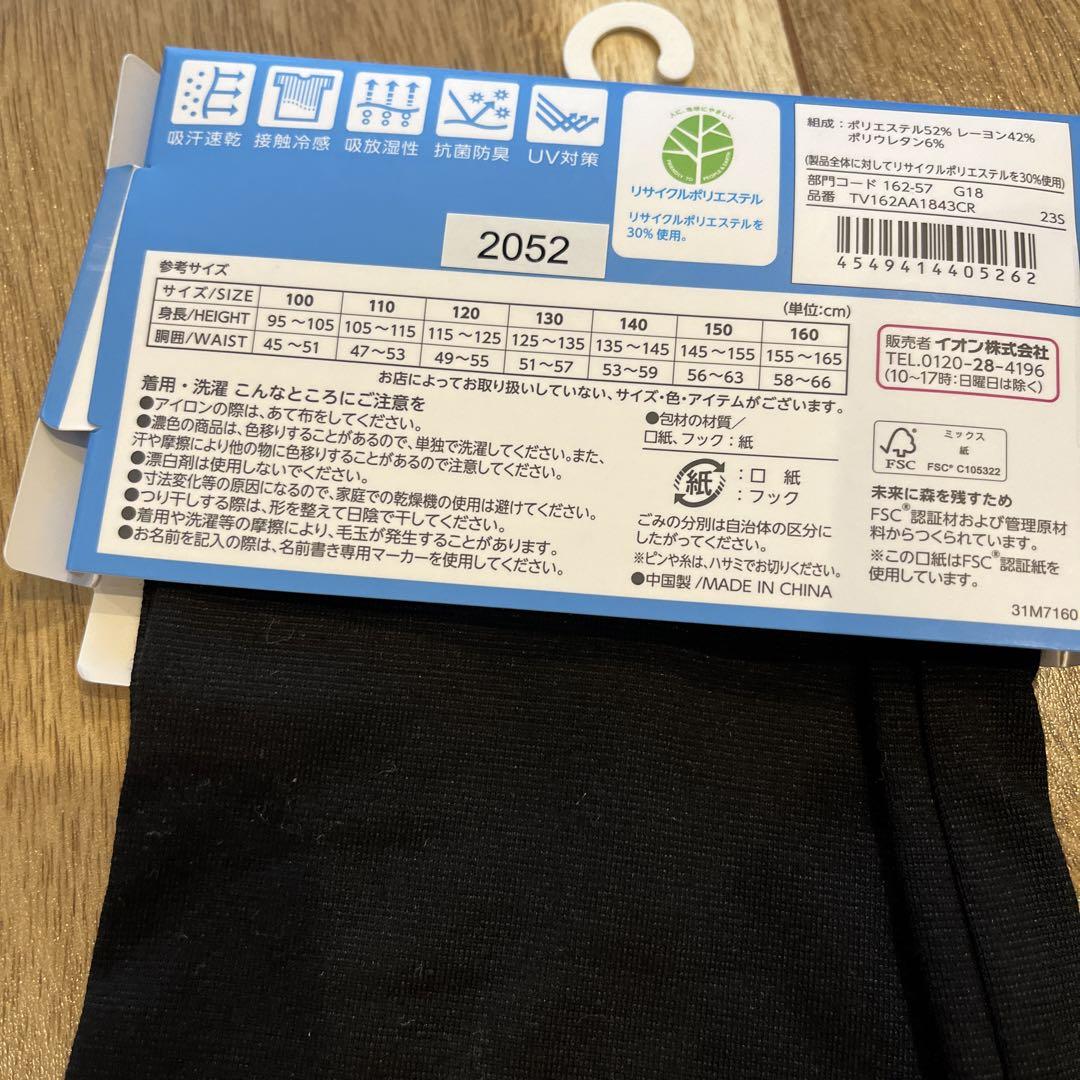 吸汗速乾 接触冷感 吸放湿性 抗菌防臭 UV対策
人に、地球にやさしい
FRIENDLY TO PEOPLE & EARTH
リサイクルポリエステル
リサイクルポリエステルを
30%使用。
組成：ポリエステル52% レーヨン42%
ポリウレタン6%
(製品全体に対してリサイクルポリエステルを30%使用)
部門コード 162-57 G18
品番 TV162AA1843CR 23S
4549414405262
2052
参考サイズ
(単位:cm)
サイズ/SIZE 100 110 120 130 140 150 160
身長/HEIGHT 95～105 105～115 115～125 125～135 135～145 145～155 155～165
胴囲/WAIST 45～51 47～53 49～55 51～57 53～59 56～63 58～66
お店によってお取り扱いしていない、サイズ・色・アイテムがございます。
着用・洗濯 こんなところにご注意を
●アイロンの際は、あて布をしてください。
●濃色の商品は、色移りすることがあるので、単独で洗濯してください。また、
汗や摩擦により他の物に色移りすることがあるので注意してください。
●漂白剤は使用しないでください。
●寸法変化等の原因になるので、家庭での乾燥機の使用は避けてください。
●つり干しする際は、形を整えて日陰で干してください。
●着用や洗濯等の摩擦により、毛玉が発生することがあります。
●お名前を記入の際は、名前書き専用マーカーを使用してください。
●包材の材質／
口紙、フック：紙
紙
：口 紙
：フック
ごみの分別は自治体の区分に
したがってください。
※ピンや糸は、ハサミでお切りください。
●中国製/MADE IN CHINA
販売者 イオン株式会社
TEL.0120-28-4196
(10～17時:日曜日は除く)
FSC
ミックス
紙
FSC® C105322
未来に森を残すため
FSC®認証材および管理原材
料からつくられています。
※この口紙はFSC®認証紙を
使用しています。
31M7160